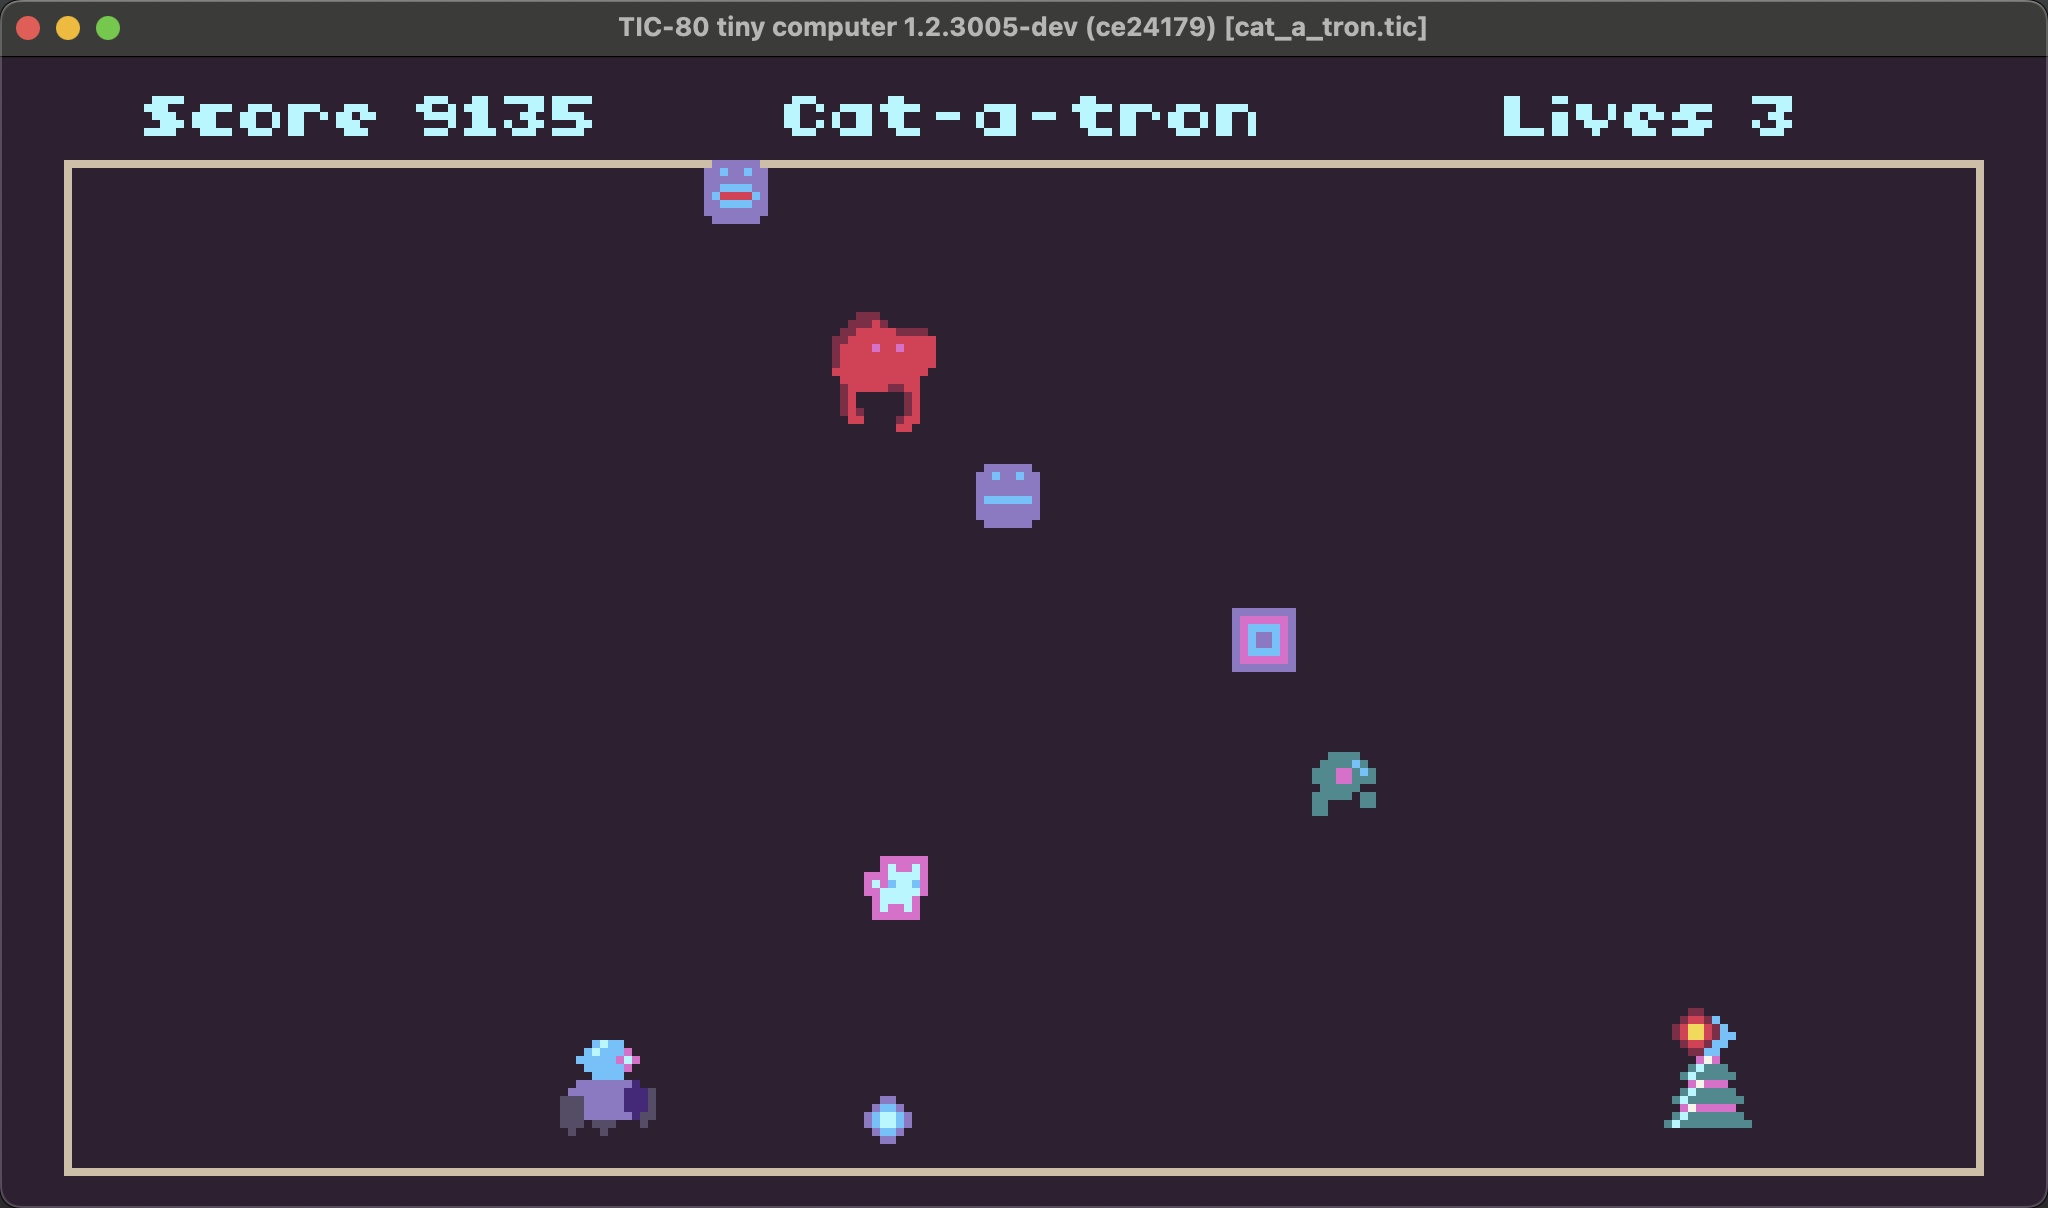 TIC-80 tiny computer 1.2.3005-dev (ce24179) [cat_a_tron.tic]
Score 9135 Cat-a-tron Lives 3